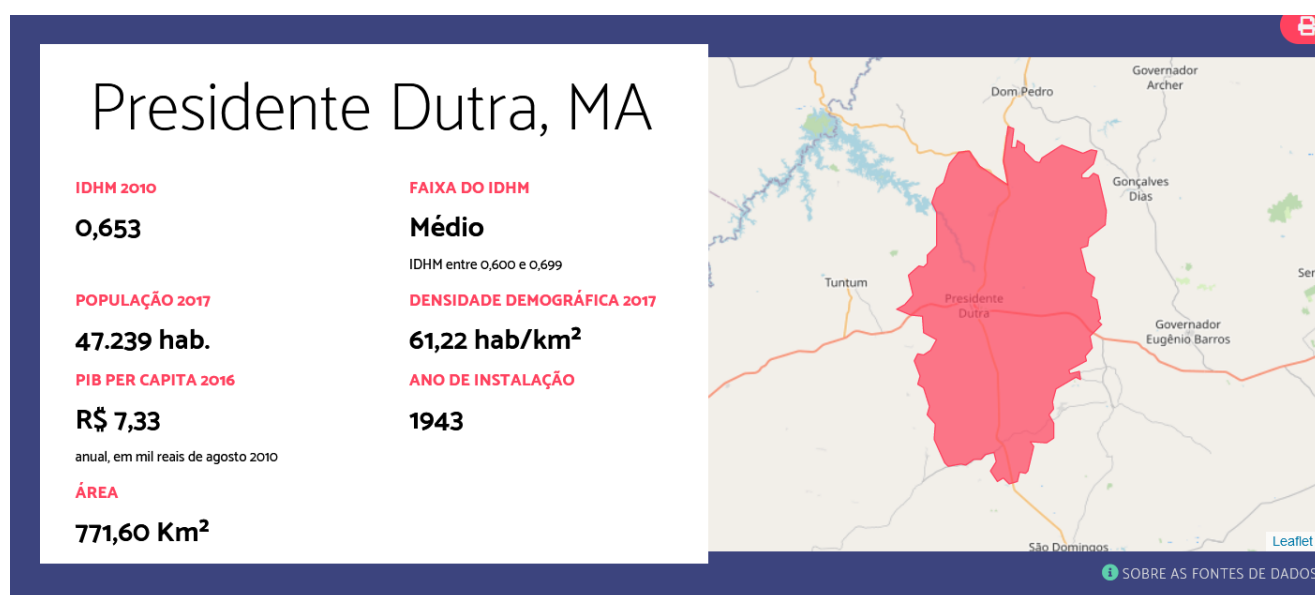 Presidente Dutra, MA
IDHM 2010
0,653
FAIXA DO IDHM
Médio
IDHM entre 0,600 e 0,699
POPULAÇÃO 2017
47.239 hab.
DENSIDADE DEMOGRÁFICA 2017
61,22 hab/km²
PIB PER CAPITA 2016
R$ 7,33
anual, em mil reais de agosto 2010
ANO DE INSTALAÇÃO
1943
ÁREA
771,60 Km²
Governador
Archer
Dom Pedro
Gonçalves
Dias
Tuntum
Ser
Presidente
Dutra
Governador
Eugênio Barros
São Domingos
Leaflet
SOBRE AS FONTES DE DADOS